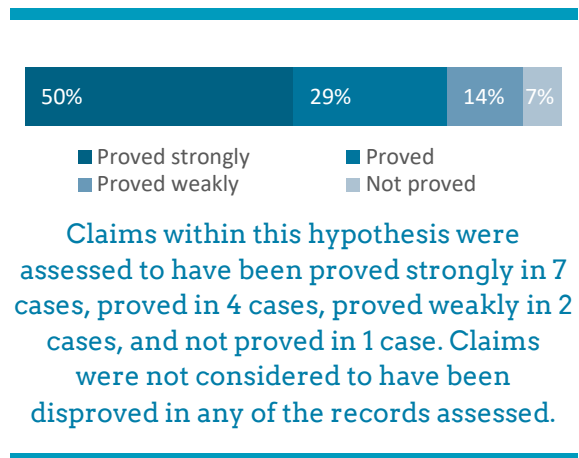 50% 29% 14% 7%
Proved strongly Proved
Proved weakly Not proved
Claims within this hypothesis were
assessed to have been proved strongly in 7
cases, proved in 4 cases, proved weakly in 2
cases, and not proved in 1 case. Claims
were not considered to have been
disproved in any of the records assessed.